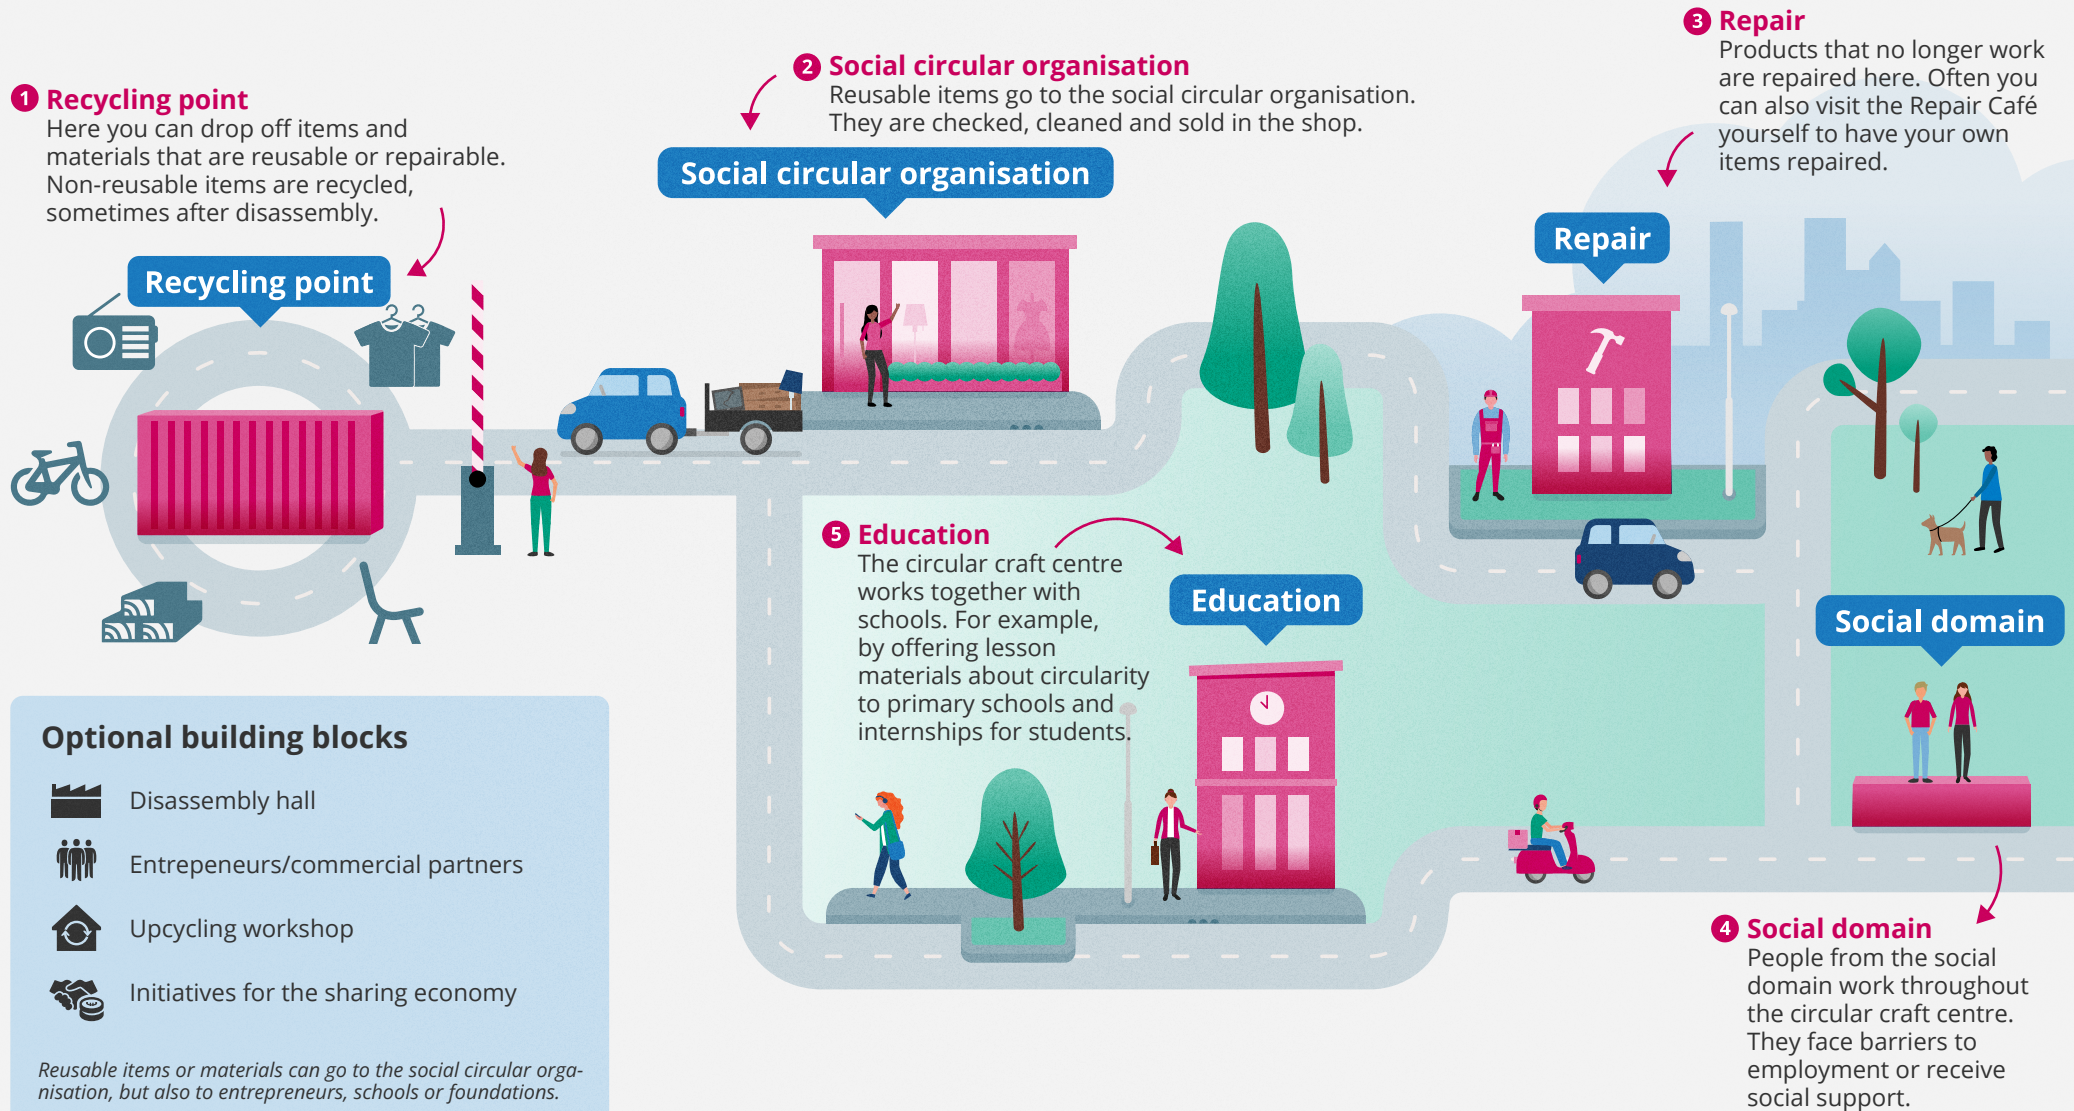 1 Recycling point
Here you can drop off items and
materials that are reusable or repairable.
Non-reusable items are recycled,
sometimes after disassembly.
Recycling point
2 Social circular organisation
Reusable items go to the social circular organisation.
They are checked, cleaned and sold in the shop.
Social circular organisation
3 Repair
Products that no longer work
are repaired here. Often you
can also visit the Repair Café
yourself to have your own
items repaired.
Repair
5 Education
The circular craft centre
works together with
schools. For example,
by offering lesson
materials about circularity
to primary schools and
internships for students.
Education
Social domain
4 Social domain
People from the social
domain work throughout
the circular craft centre.
They face barriers to
employment or receive
social support.
Optional building blocks
Disassembly hall
Entrepeneurs/commercial partners
Upcycling workshop
Initiatives for the sharing economy
Reusable items or materials can go to the social circular orga-
nisation, but also to entrepreneurs, schools or foundations.